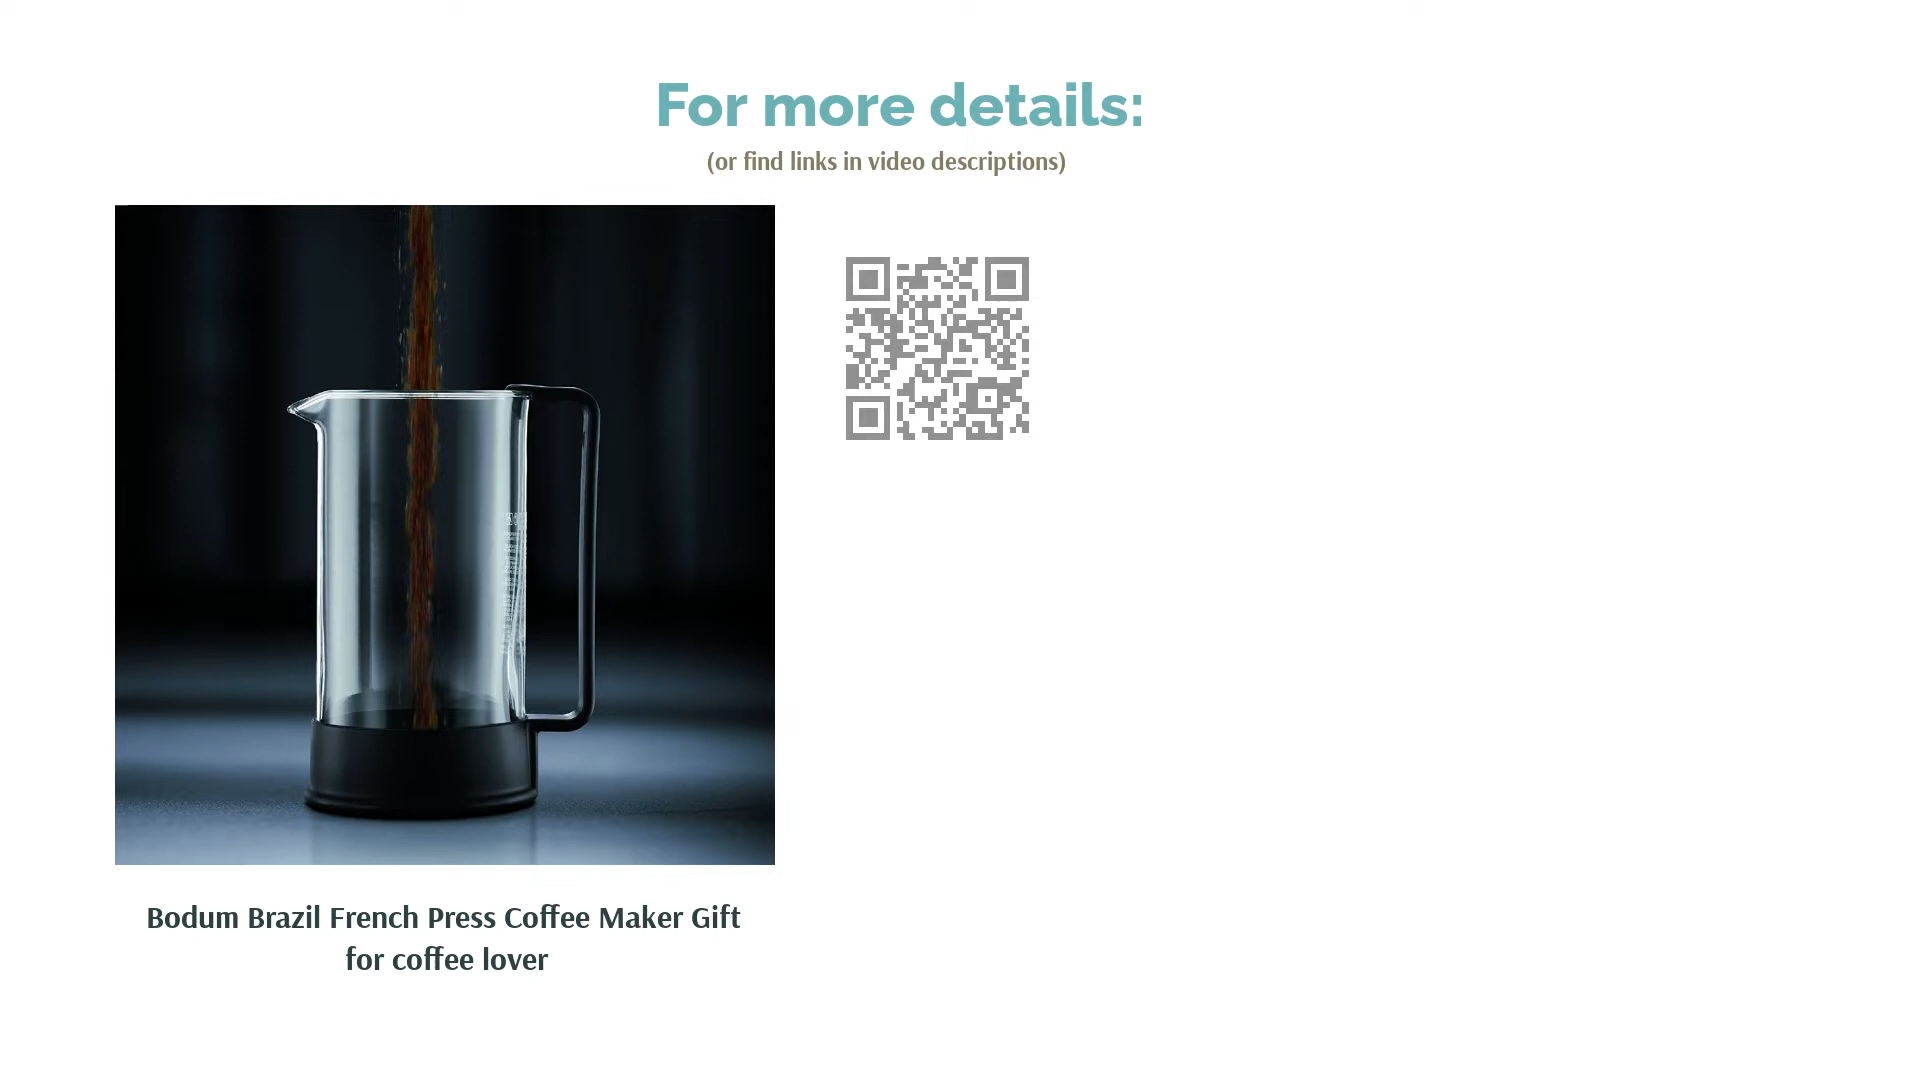 For more details:
(or find links in video descriptions)
Bodum Brazil French Press Coffee Maker Gift
for coffee lover